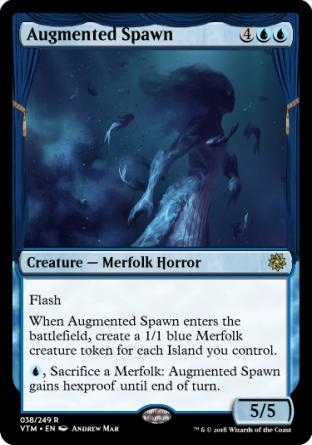 Augmented Spawn 4
Creature — Merfolk Horror
Flash
When Augmented Spawn enters the
battlefield, create a 1/1 blue Merfolk
creature token for each Island you control.
, Sacrifice a Merfolk: Augmented Spawn
gains hexproof until end of turn.
5/5
038/249 R
VTM • EN Andrew Mar
™ & © 2018 Wizards of the Coast